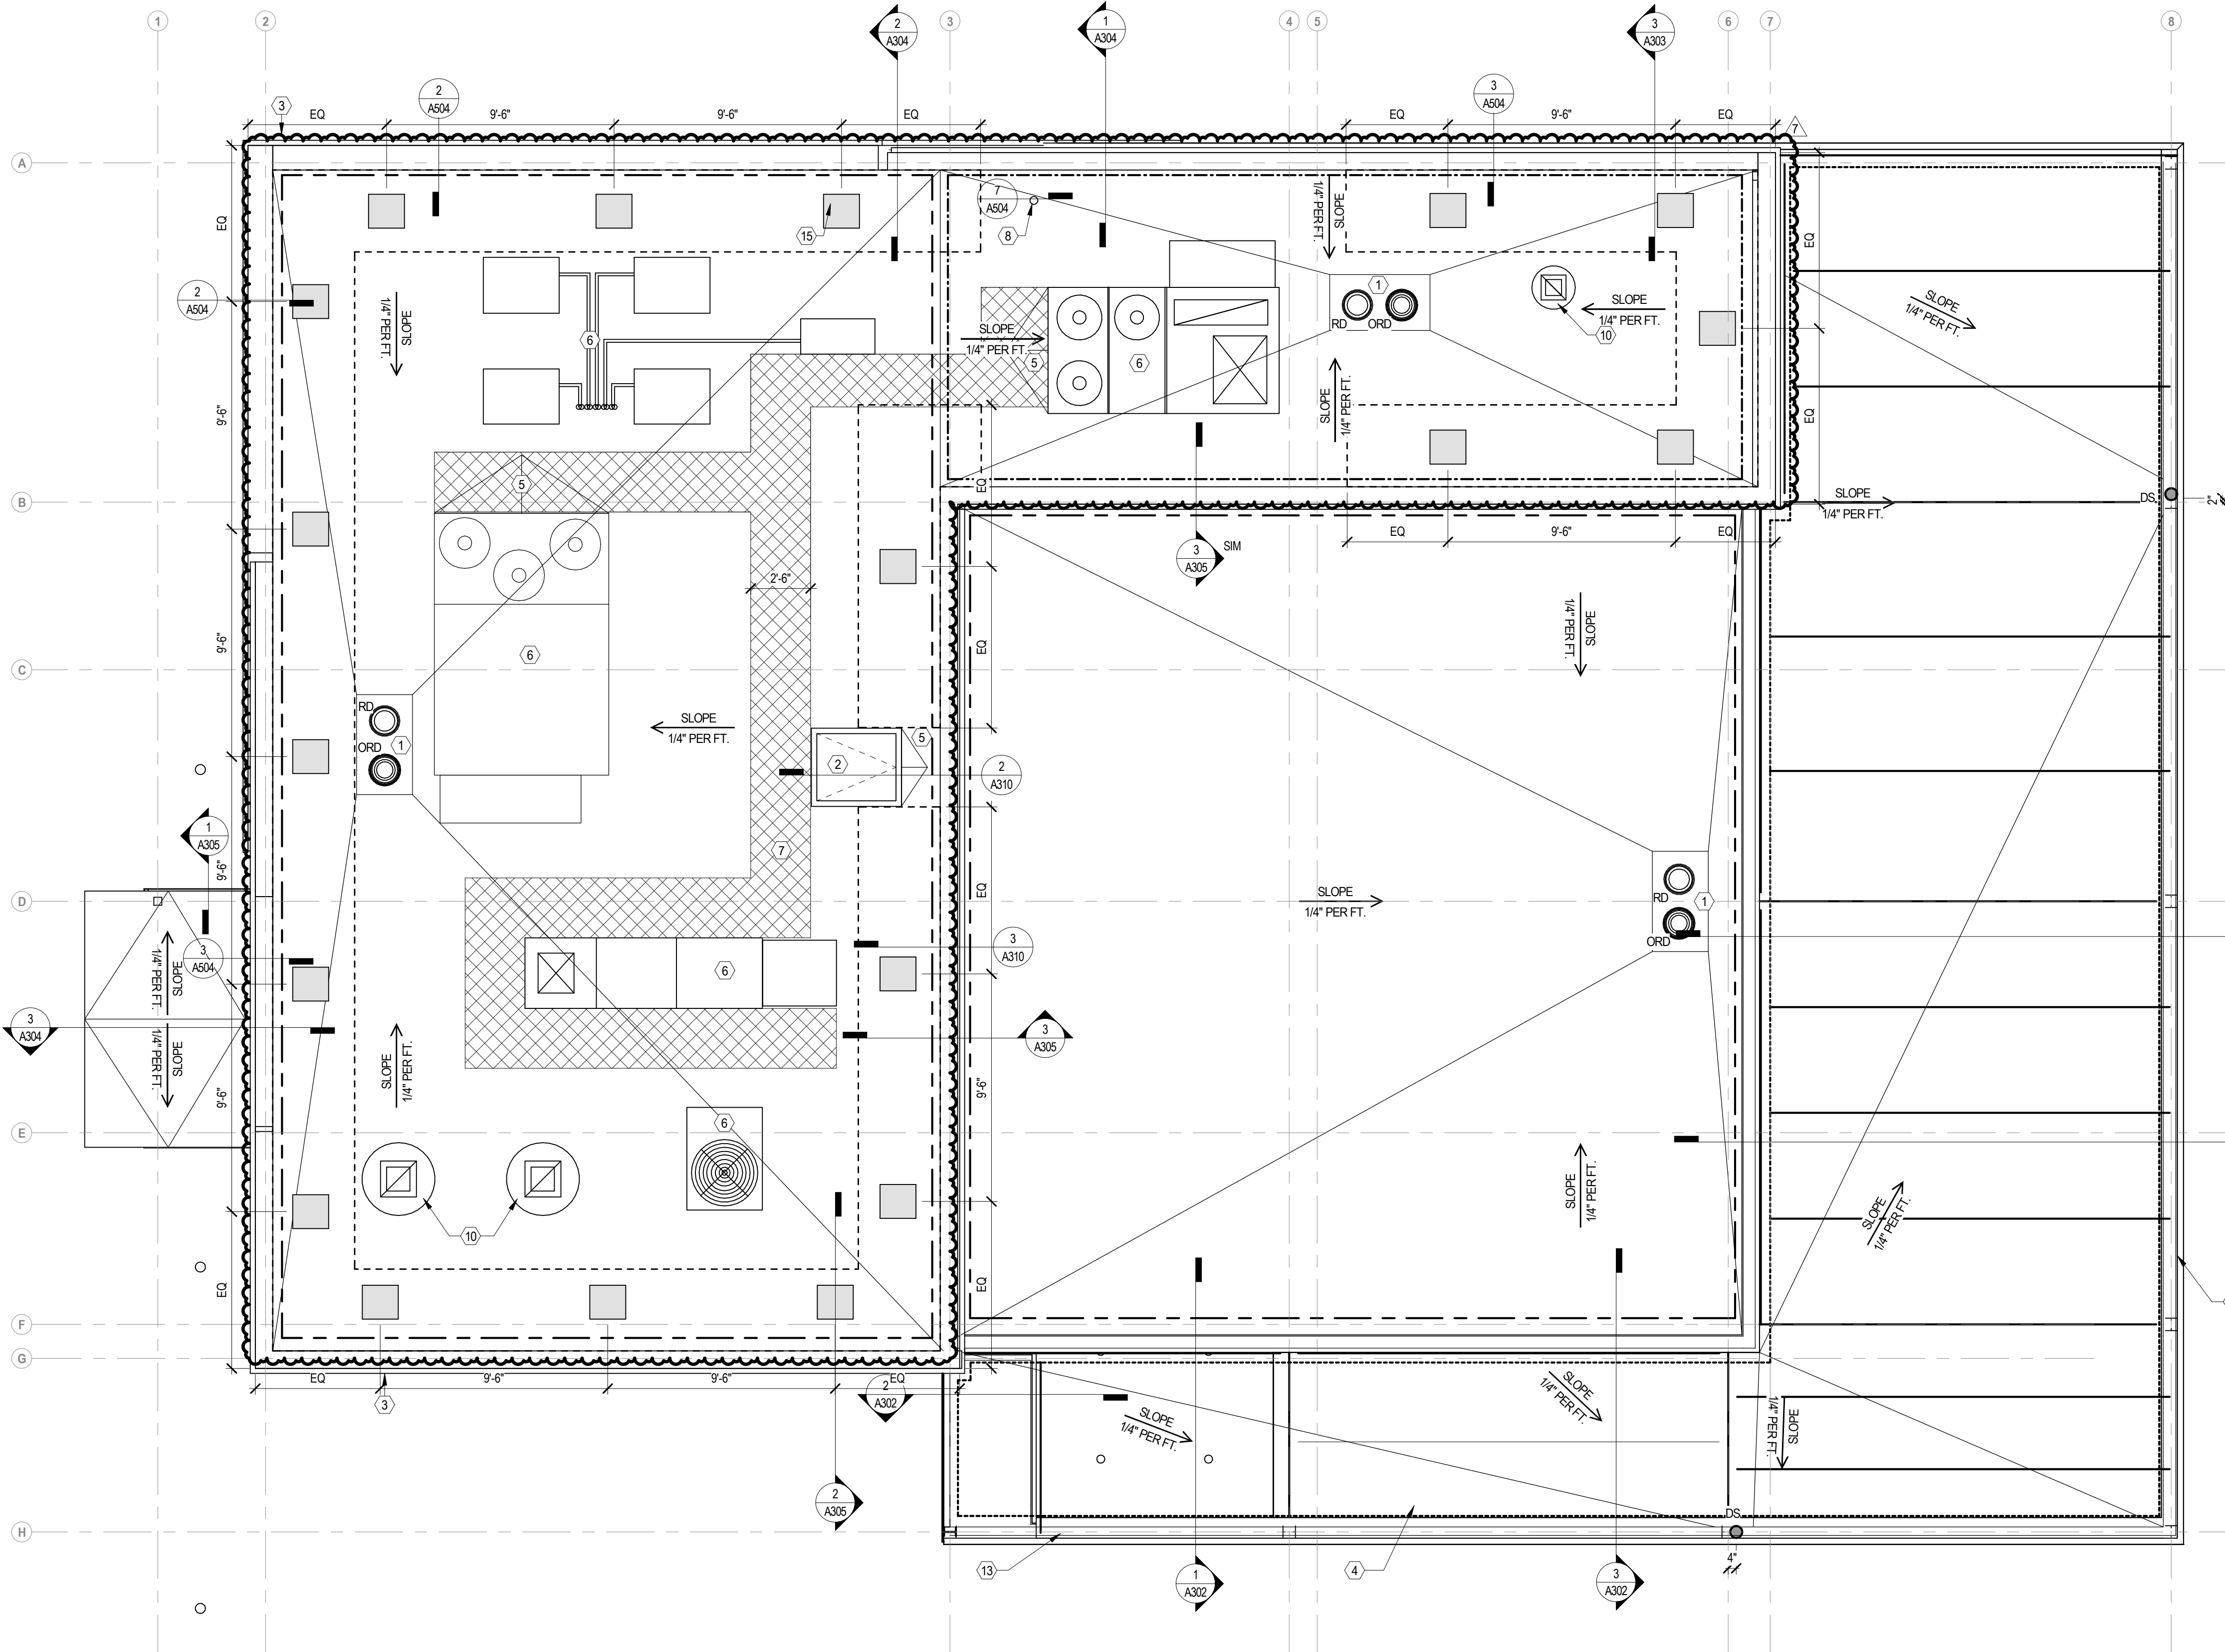 1
2
3
4
5
6
7
8
2
A304
1
A304
3
A303
2
A504
3
A504
3
EQ
9'-6"
9'-6"
EQ
EQ
9'-6"
EQ
7
A
EQ
7
A504
8
15
SLOPE
1/4" PER FT.
EQ
2
A504
SLOPE
1/4" PER FT.
6
1
RD
ORD
SLOPE
1/4" PER FT.
10
SLOPE
1/4" PER FT.
SLOPE
1/4" PER FT.
5
6
9'-6"
SLOPE
1/4" PER FT.
EQ
5
EQ
B
SLOPE
1/4" PER FT.
DS
2"
EQ
9'-6"
EQ
3
A305
SIM
2'-6"
9'-6"
SLOPE
1/4" PER FT.
EQ
6
C
RD
ORD
1
SLOPE
1/4" PER FT.
5
2
2
A310
1
A305
9'-6"
7
EQ
D
SLOPE
1/4" PER FT.
RD
ORD
1
3
A504
SLOPE
1/4" PER FT.
6
3
A310
3
A304
SLOPE
1/4" PER FT.
3
A305
SLOPE
1/4" PER FT.
9'-6"
9'-6"
E
6
SLOPE
1/4" PER FT.
SLOPE
1/4" PER FT.
10
EQ
EQ
F
G
EQ
9'-6"
9'-6"
EQ
3
2
A302
SLOPE
1/4" PER FT.
SLOPE
1/4" PER FT.
SLOPE
1/4" PER FT.
2
A305
DS
H
4"
13
1
A302
4
3
A302